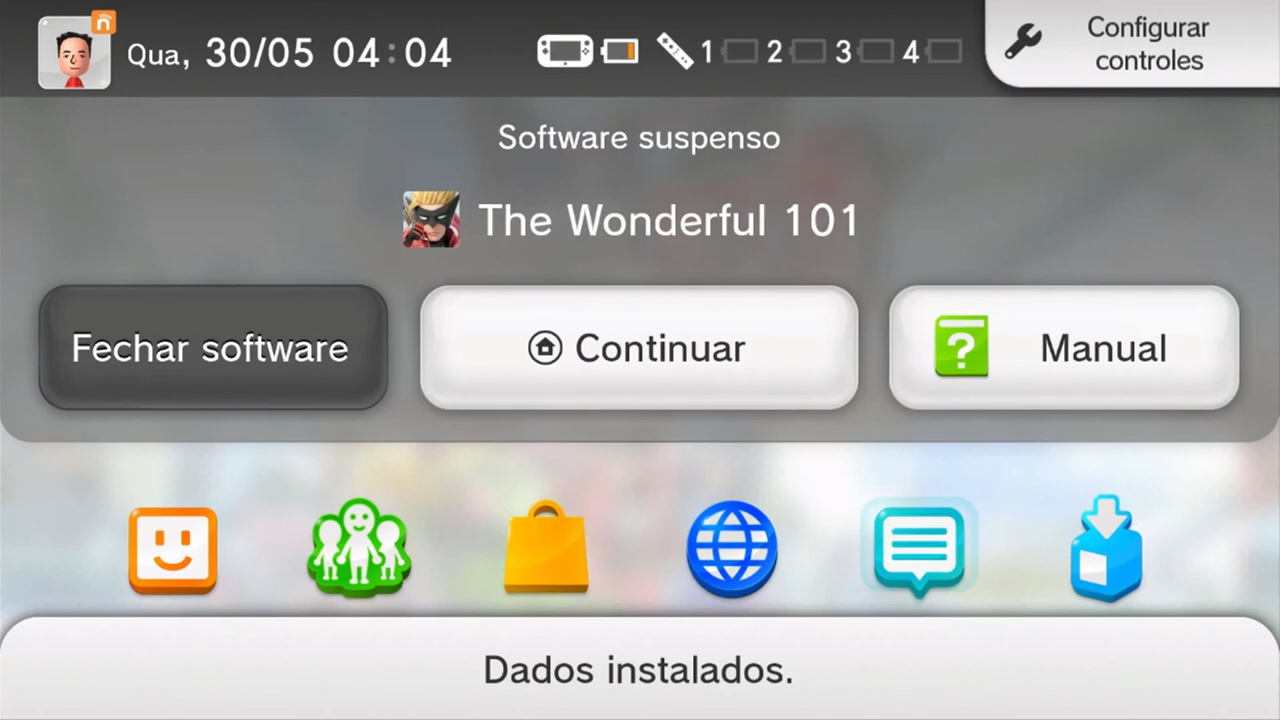 Qua, 30/05 04:04
1 2 3 4
Configurar
controles
Software suspenso
The Wonderful 101
Fechar software
Continuar
Manual
Dados instalados.